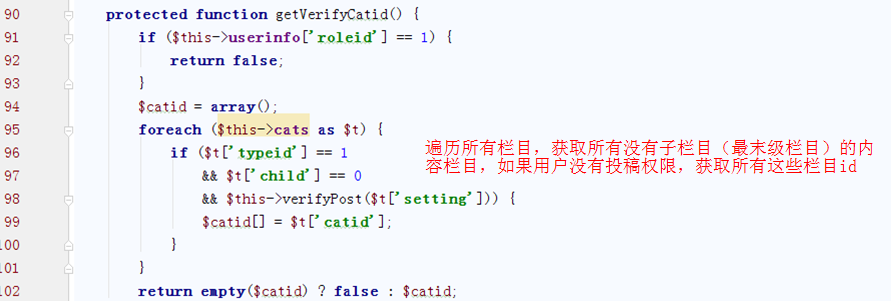 90 protected function getVerifyCatid() {
91 if ($this->userinfo['roleid'] == 1) {
92 return false;
93 }
94 $catid = array();
95 foreach ($this->cats as $t) {
96 if ($t['typeid'] == 1
遍历所有栏目，获取所有没有子栏目（最末级栏目）的内
97 && $t['child'] == 0
容栏目，如果用户没有投稿权限，获取所有这些栏目id
98 && $this->verifyPost($t['setting'])) {
99 $catid[] = $t['catid'];
100 }
101 }
102 return empty($catid) ? false : $catid;